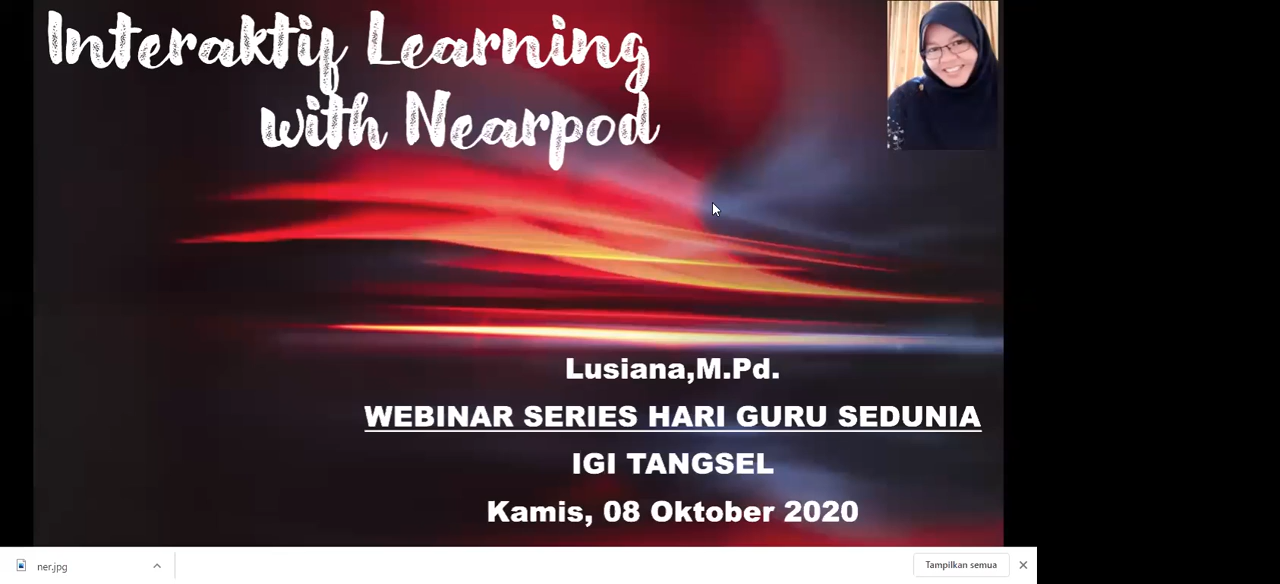 Interaktif Learning
with Nearpod
Lusiana,M.Pd.
WEBINAR SERIES HARI GURU SEDUNIA
IGI TANGSEL
Kamis, 08 Oktober 2020
ner.jpg
Tampilkan semua